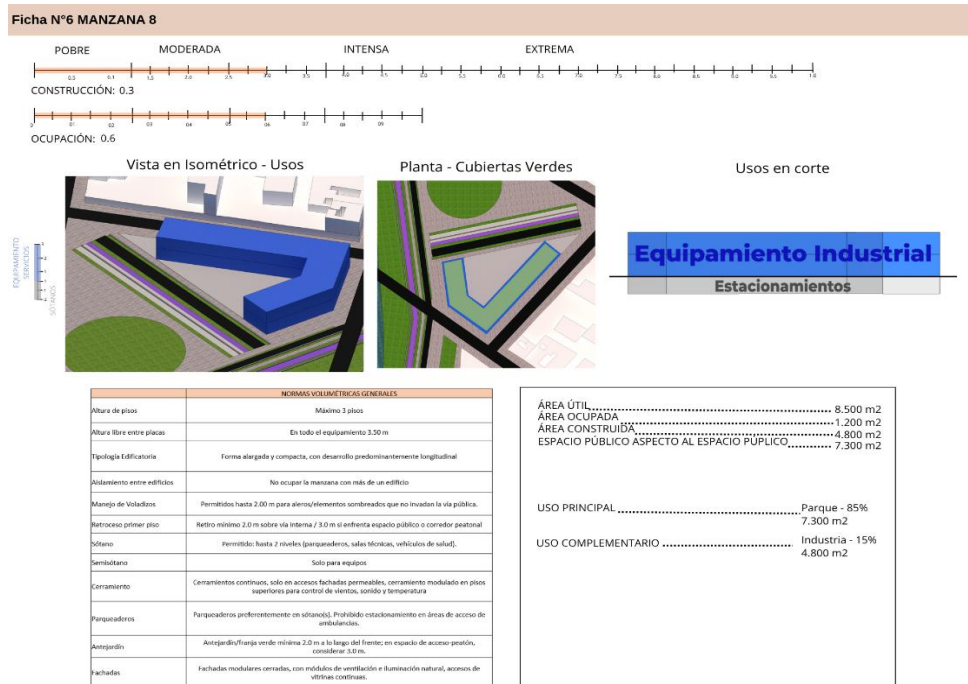 Ficha N°6 MANZANA 8
POBRE MODERADA INTENSA EXTREMA
CONSTRUCCIÓN: 0.3
OCUPACIÓN: 0.6
Vista en Isométrico - Usos
Planta - Cubiertas Verdes
Usos en corte
EQUIPAMIENTO
SERVICIOS
SÓTANOS
Equipamiento Industrial
Estacionamientos
NORMAS VOLUMÉTRICAS GENERALES
Altura de pisos Máximo 3 pisos
Altura libre entre placas En todo el equipamiento 3.50 m
Tipología Edificatoria Forma alargada y compacta, con desarrollo predominantemente longitudinal
Aislamiento entre edificios No ocupar la manzana con más de un edificio
Manejo de Voladizos Permitidos hasta 2.00 m para aleros/elementos sombreados que no invadan la vía pública.
Retroceso primer piso Retiro mínimo 2.0 m sobre vía interna / 3.0 m si enfrenta espacio público o corredor peatonal
Sótano Permitido: hasta 2 niveles (parqueaderos, salas técnicas, vehículos de salud).
Semisótano Solo para equipos
Cerramiento Cerramientos continuos, solo en accesos fachadas permeables, cerramiento modulado en pisos
superiores para control de vientos, sonido y temperatura
Parqueaderos Parqueaderos preferentemente en sótano(s). Prohibido estacionamiento en áreas de acceso de
ambulancias.
Antejardín Antejardín/franja verde mínima 2.0 m a lo largo del frente; en espacio de acceso-peatón,
considerar 3.0 m.
Fachadas Fachadas modulares cerradas, con módulos de ventilación e iluminación natural, accesos de
vitrinas continuas.
ÁREA ÚTIL 8.500 m2
ÁREA OCUPADA 1.200 m2
ÁREA CONSTRUIDA 4.800 m2
ESPACIO PÚBLICO ASPECTO AL ESPACIO PÚPLICO 7.300 m2
USO PRINCIPAL Parque - 85%
7.300 m2
USO COMPLEMENTARIO Industria - 15%
4.800 m2